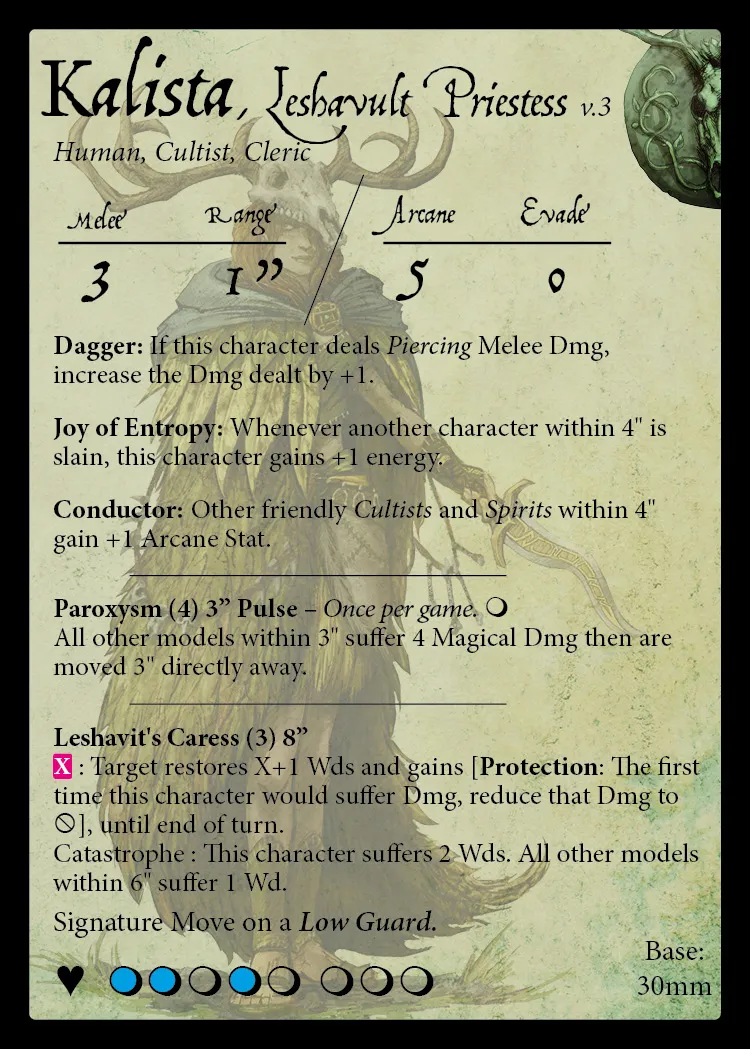 Kalista, Leshavult Priestess v.3
Human, Cultist, Cleric
Melee Range Arcane Evade
3 1” 5 0
Dagger: If this character deals Piercing Melee Dmg,
increase the Dmg dealt by +1.
Joy of Entropy: Whenever another character within 4" is
slain, this character gains +1 energy.
Conductor: Other friendly Cultists and Spirits within 4"
gain +1 Arcane Stat.
Paroxysm (4) 3” Pulse – Once per game.
All other models within 3" suffer 4 Magical Dmg then are
moved 3" directly away.
Leshavit's Caress (3) 8”
X : Target restores X+1 Wds and gains [Protection: The first
time this character would suffer Dmg, reduce that Dmg to
], until end of turn.
Catastrophe : This character suffers 2 Wds. All other models
within 6" suffer 1 Wd.
Signature Move on a Low Guard.
Base:
30mm